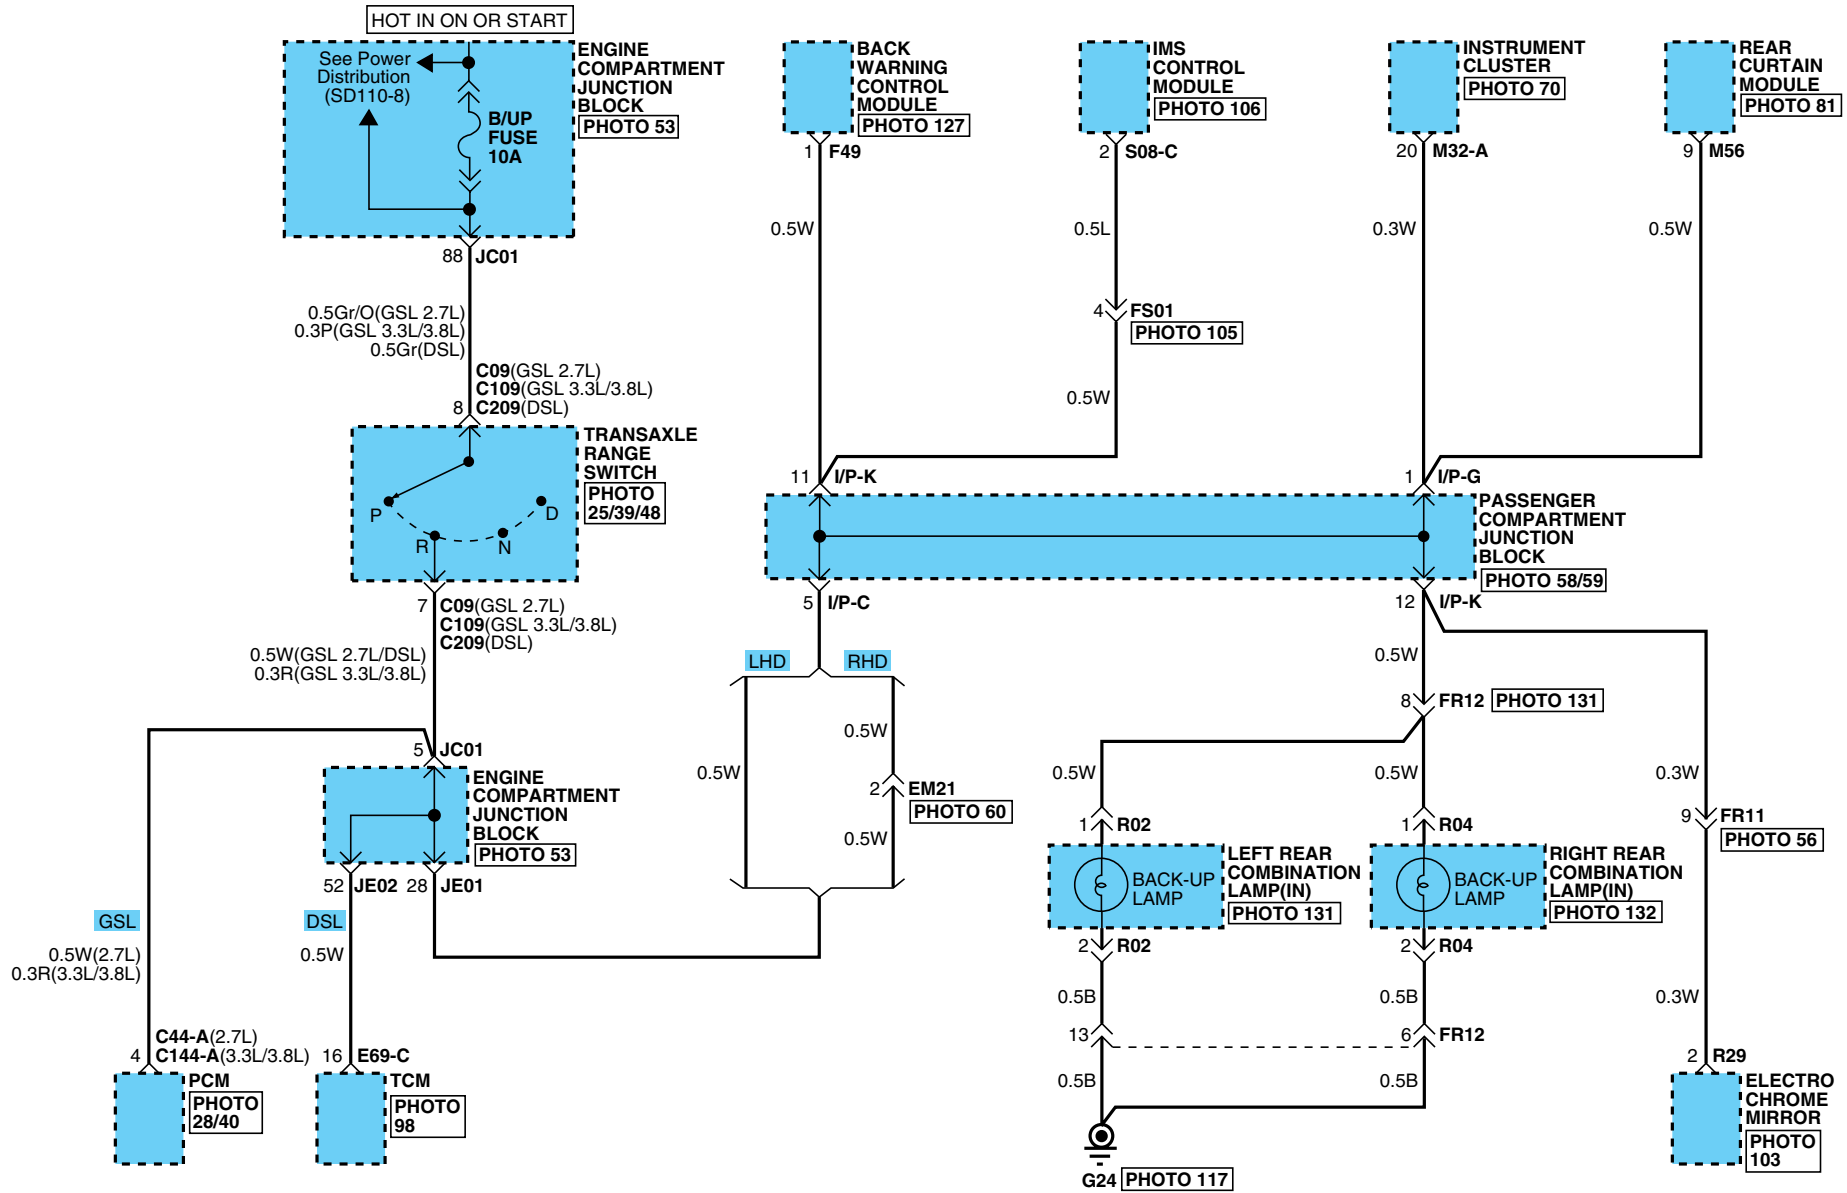 HOT IN ON OR START
See Power
Distribution
(SD110-8)
B/UP
FUSE
10A
ENGINE
COMPARTMENT
JUNCTION
BLOCK
PHOTO 53
88 JC01
0.5Gr/O(GSL 2.7L)
0.3P(GSL 3.3L/3.8L)
0.5Gr(DSL)
C09(GSL 2.7L)
C109(GSL 3.3L/3.8L)
8 C209(DSL)
TRANSAXLE
RANGE
SWITCH
PHOTO
25/39/48
P
R
N
D
7 C09(GSL 2.7L)
C109(GSL 3.3L/3.8L)
C209(DSL)
0.5W(GSL 2.7L/DSL)
0.3R(GSL 3.3L/3.8L)
5 JC01
ENGINE
COMPARTMENT
JUNCTION
BLOCK
PHOTO 53
52 JE02 28 JE01
GSL
0.5W(2.7L)
0.3R(3.3L/3.8L)
DSL
0.5W
C44-A(2.7L)
4 C144-A(3.3L/3.8L)
16 E69-C
PCM
PHOTO
28/40
TCM
PHOTO
98
BACK
WARNING
CONTROL
MODULE
PHOTO 127
1 F49
0.5W
IMS
CONTROL
MODULE
PHOTO 106
2 S08-C
0.5L
4 FS01
PHOTO 105
0.5W
INSTRUMENT
CLUSTER
PHOTO 70
20 M32-A
0.3W
REAR
CURTAIN
MODULE
PHOTO 81
9 M56
0.5W
11 I/P-K
1 I/P-G
PASSENGER
COMPARTMENT
JUNCTION
BLOCK
PHOTO 58/59
5 I/P-C
12 I/P-K
LHD
RHD
0.5W
0.5W
2 EM21
PHOTO 60
0.5W
0.5W
8 FR12 PHOTO 131
0.5W
0.5W
0.3W
1 R02
1 R04
9 FR11
PHOTO 56
BACK-UP
LAMP
LEFT REAR
COMBINATION
LAMP(IN)
PHOTO 131
BACK-UP
LAMP
RIGHT REAR
COMBINATION
LAMP(IN)
PHOTO 132
2 R02
2 R04
0.5B
0.5B
0.3W
13
6 FR12
0.5B
0.5B
G24 PHOTO 117
2 R29
ELECTRO
CHROME
MIRROR
PHOTO
103